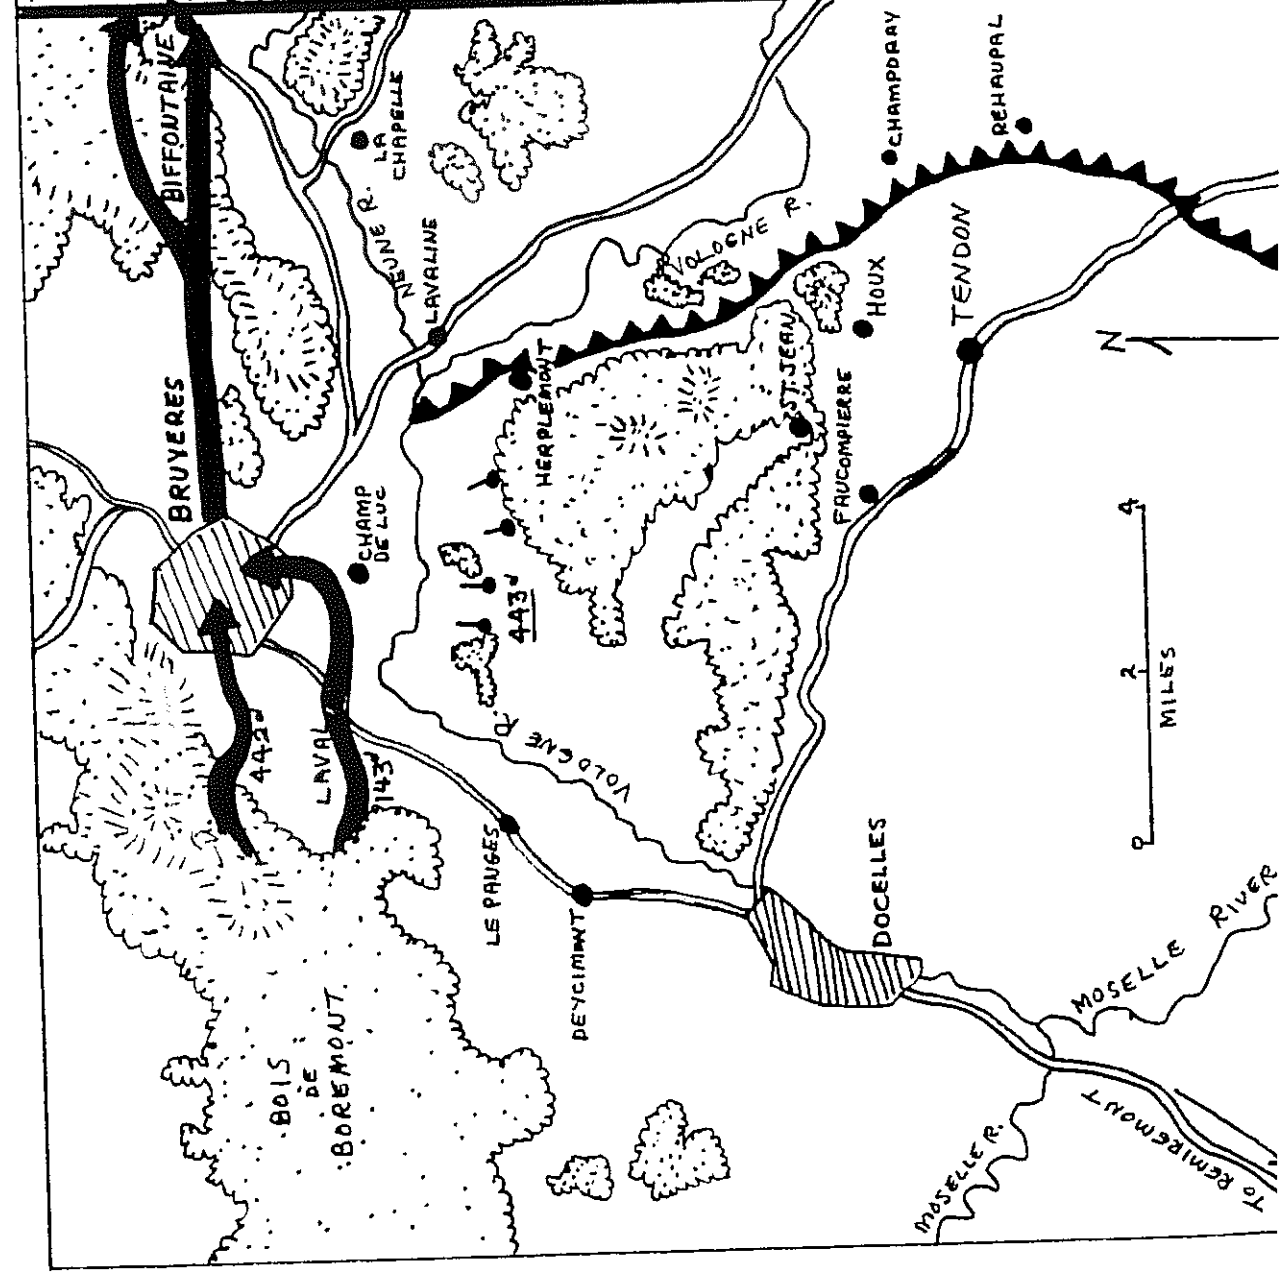 BIFFONTAINE
LA
CHAPELLE
CHAMPDRAY
REHAUPAL
NEUNE R.
LAVALINE
VOLOGNE R.
HOUX
TENDON
N
BRUYERES
HERPLEMONT
ST. JEAN
FAUCOMPIERRE
CHAMP
DE LUC
443d
442d
LAVAL
143d
VOLOGNE R.
LE PANGES
DEYCIMONT
DOCELLES
0 2 4
MILES
BOIS
DE
BOREMONT
MOSELLE RIVER
MOSELLE R.
TO REMIREMONT